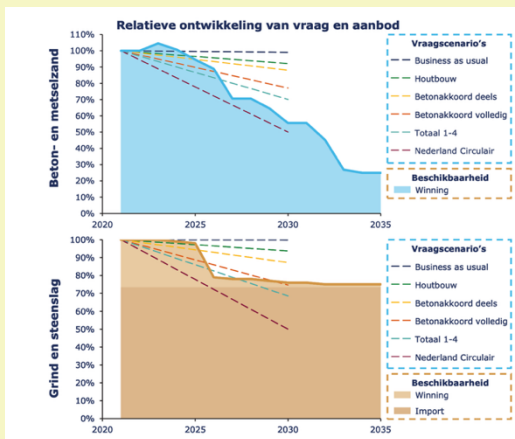 Relatieve ontwikkeling van vraag en aanbod
Beton- en metselzand
110%
100%
90%
80%
70%
60%
50%
40%
30%
20%
10%
0%
2020
2025
2030
2035
Vraagscenario's
Business as usual
Houtbouw
Betonakkoord deels
Betonakkoord volledig
Totaal 1-4
Nederland Circulair
Beschikbaarheid
Winning
Grind en steenslag
100%
90%
80%
70%
60%
50%
40%
30%
20%
10%
0%
2020
2025
2030
2035
Vraagscenario's
Business as usual
Houtbouw
Betonakkoord deels
Betonakkoord volledig
Totaal 1-4
Nederland Circulair
Beschikbaarheid
Winning
Import